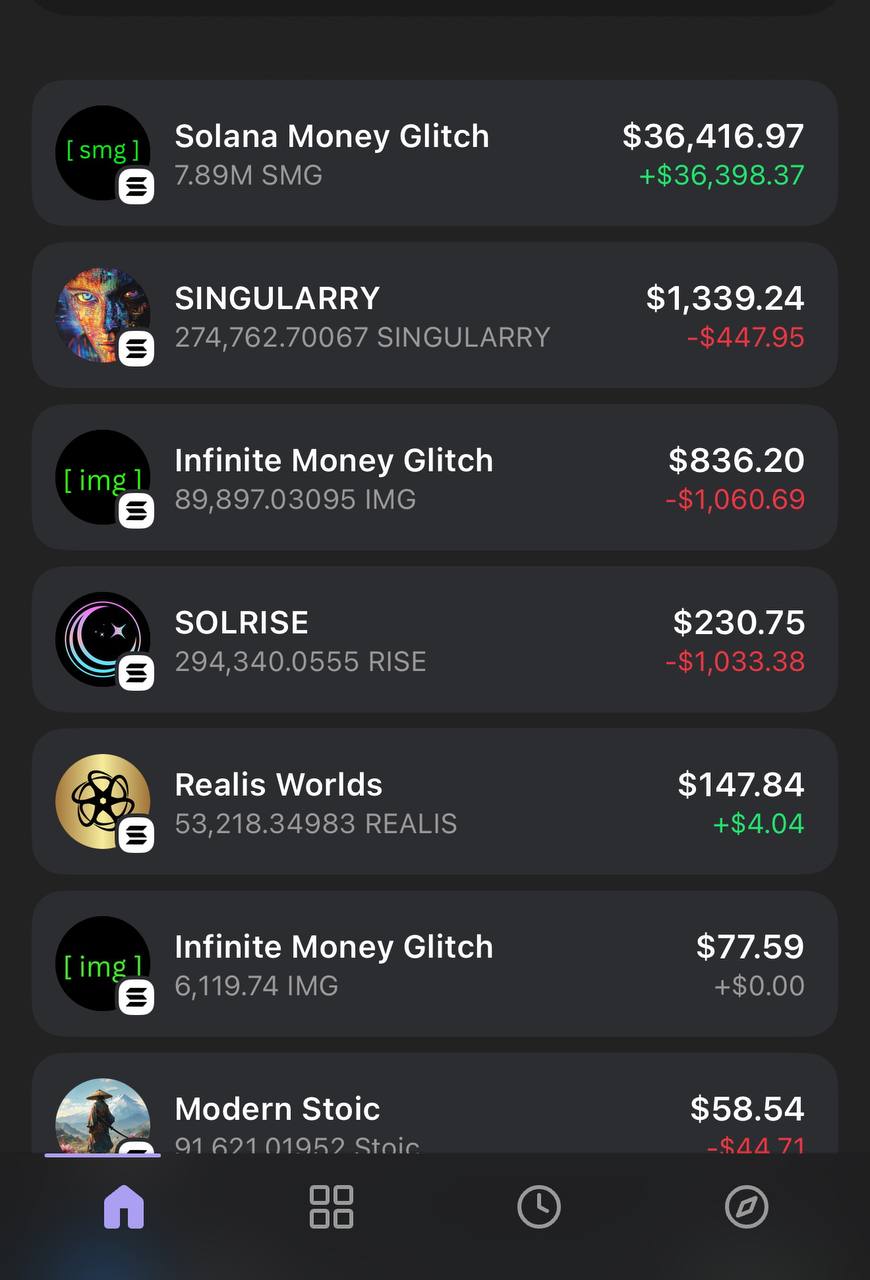 [ smg ]
Solana Money Glitch
$36,416.97
7.89M SMG
+$36,398.37
SINGULARRY
$1,339.24
274,762.70067 SINGULARRY
-$447.95
[ img ]
Infinite Money Glitch
$836.20
89,897.03095 IMG
-$1,060.69
SOLRISE
$230.75
294,340.0555 RISE
-$1,033.38
Realis Worlds
$147.84
53,218.34983 REALIS
+$4.04
[ img ]
Infinite Money Glitch
$77.59
6,119.74 IMG
+$0.00
Modern Stoic
$58.54
91,621.01952 Stoic
-$44.71